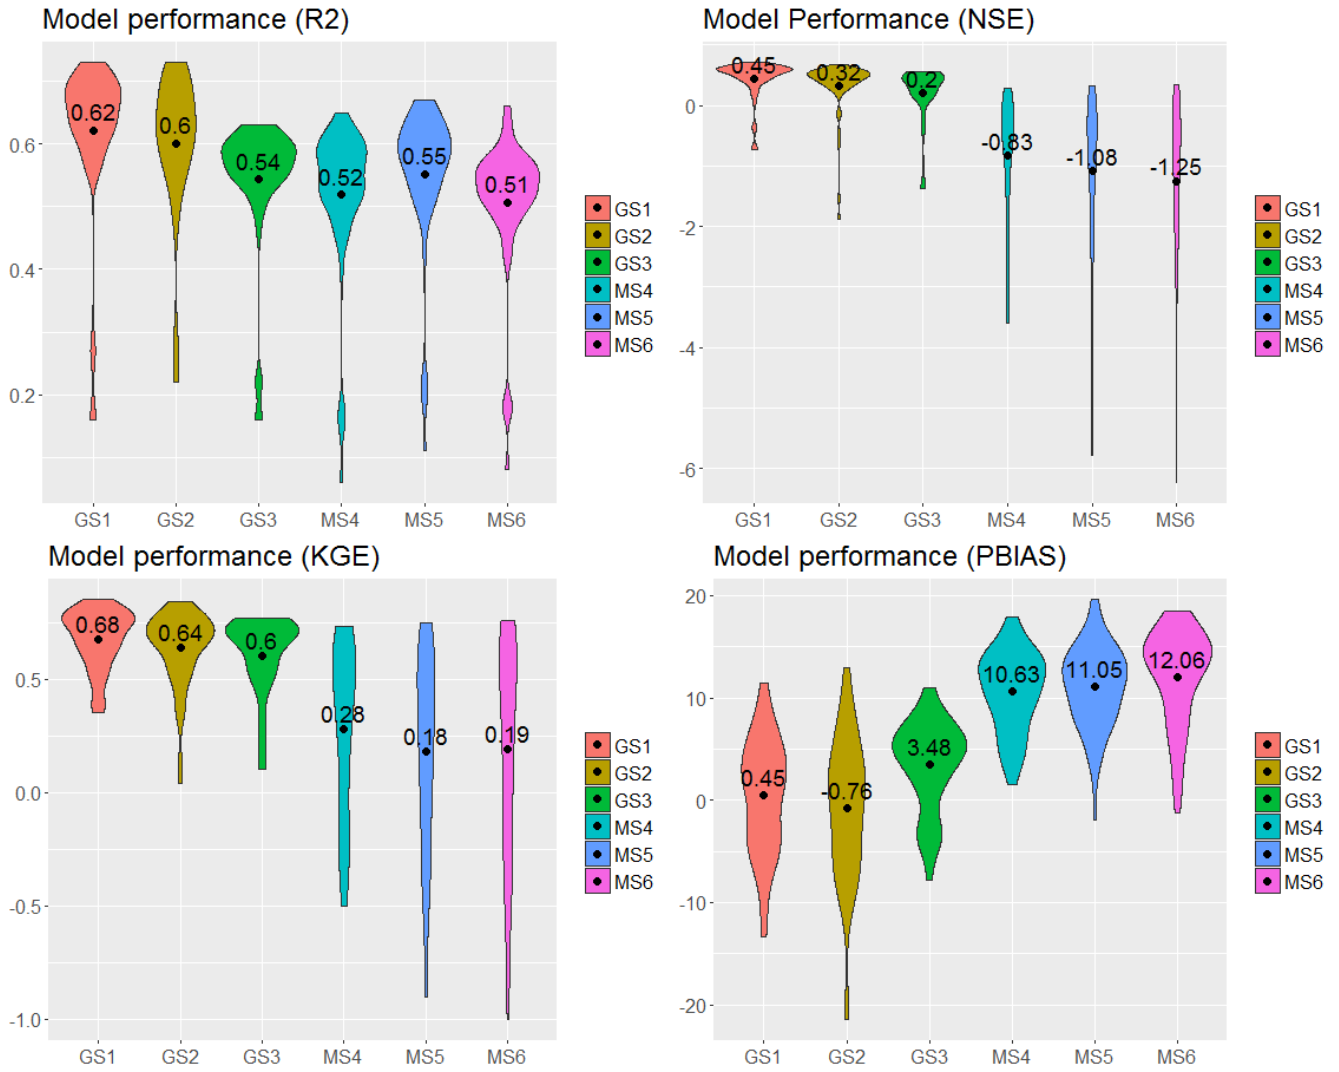 Model performance (R2)
0.6
0.4
0.2
0.62
0.6
0.54
0.52
0.55
0.51
GS1 GS2 GS3 MS4 MS5 MS6
GS1
GS2
GS3
MS4
MS5
MS6
Model Performance (NSE)
0
-2
-4
-6
0.45
0.32
0.2
-0.83
-1.08
-1.25
GS1 GS2 GS3 MS4 MS5 MS6
GS1
GS2
GS3
MS4
MS5
MS6
Model performance (KGE)
0.5
0.0
-0.5
-1.0
0.68
0.64
0.6
0.28
0.18
0.19
GS1 GS2 GS3 MS4 MS5 MS6
GS1
GS2
GS3
MS4
MS5
MS6
Model performance (PBIAS)
20
10
0
-10
-20
0.45
-0.76
3.48
10.63
11.05
12.06
GS1 GS2 GS3 MS4 MS5 MS6
GS1
GS2
GS3
MS4
MS5
MS6